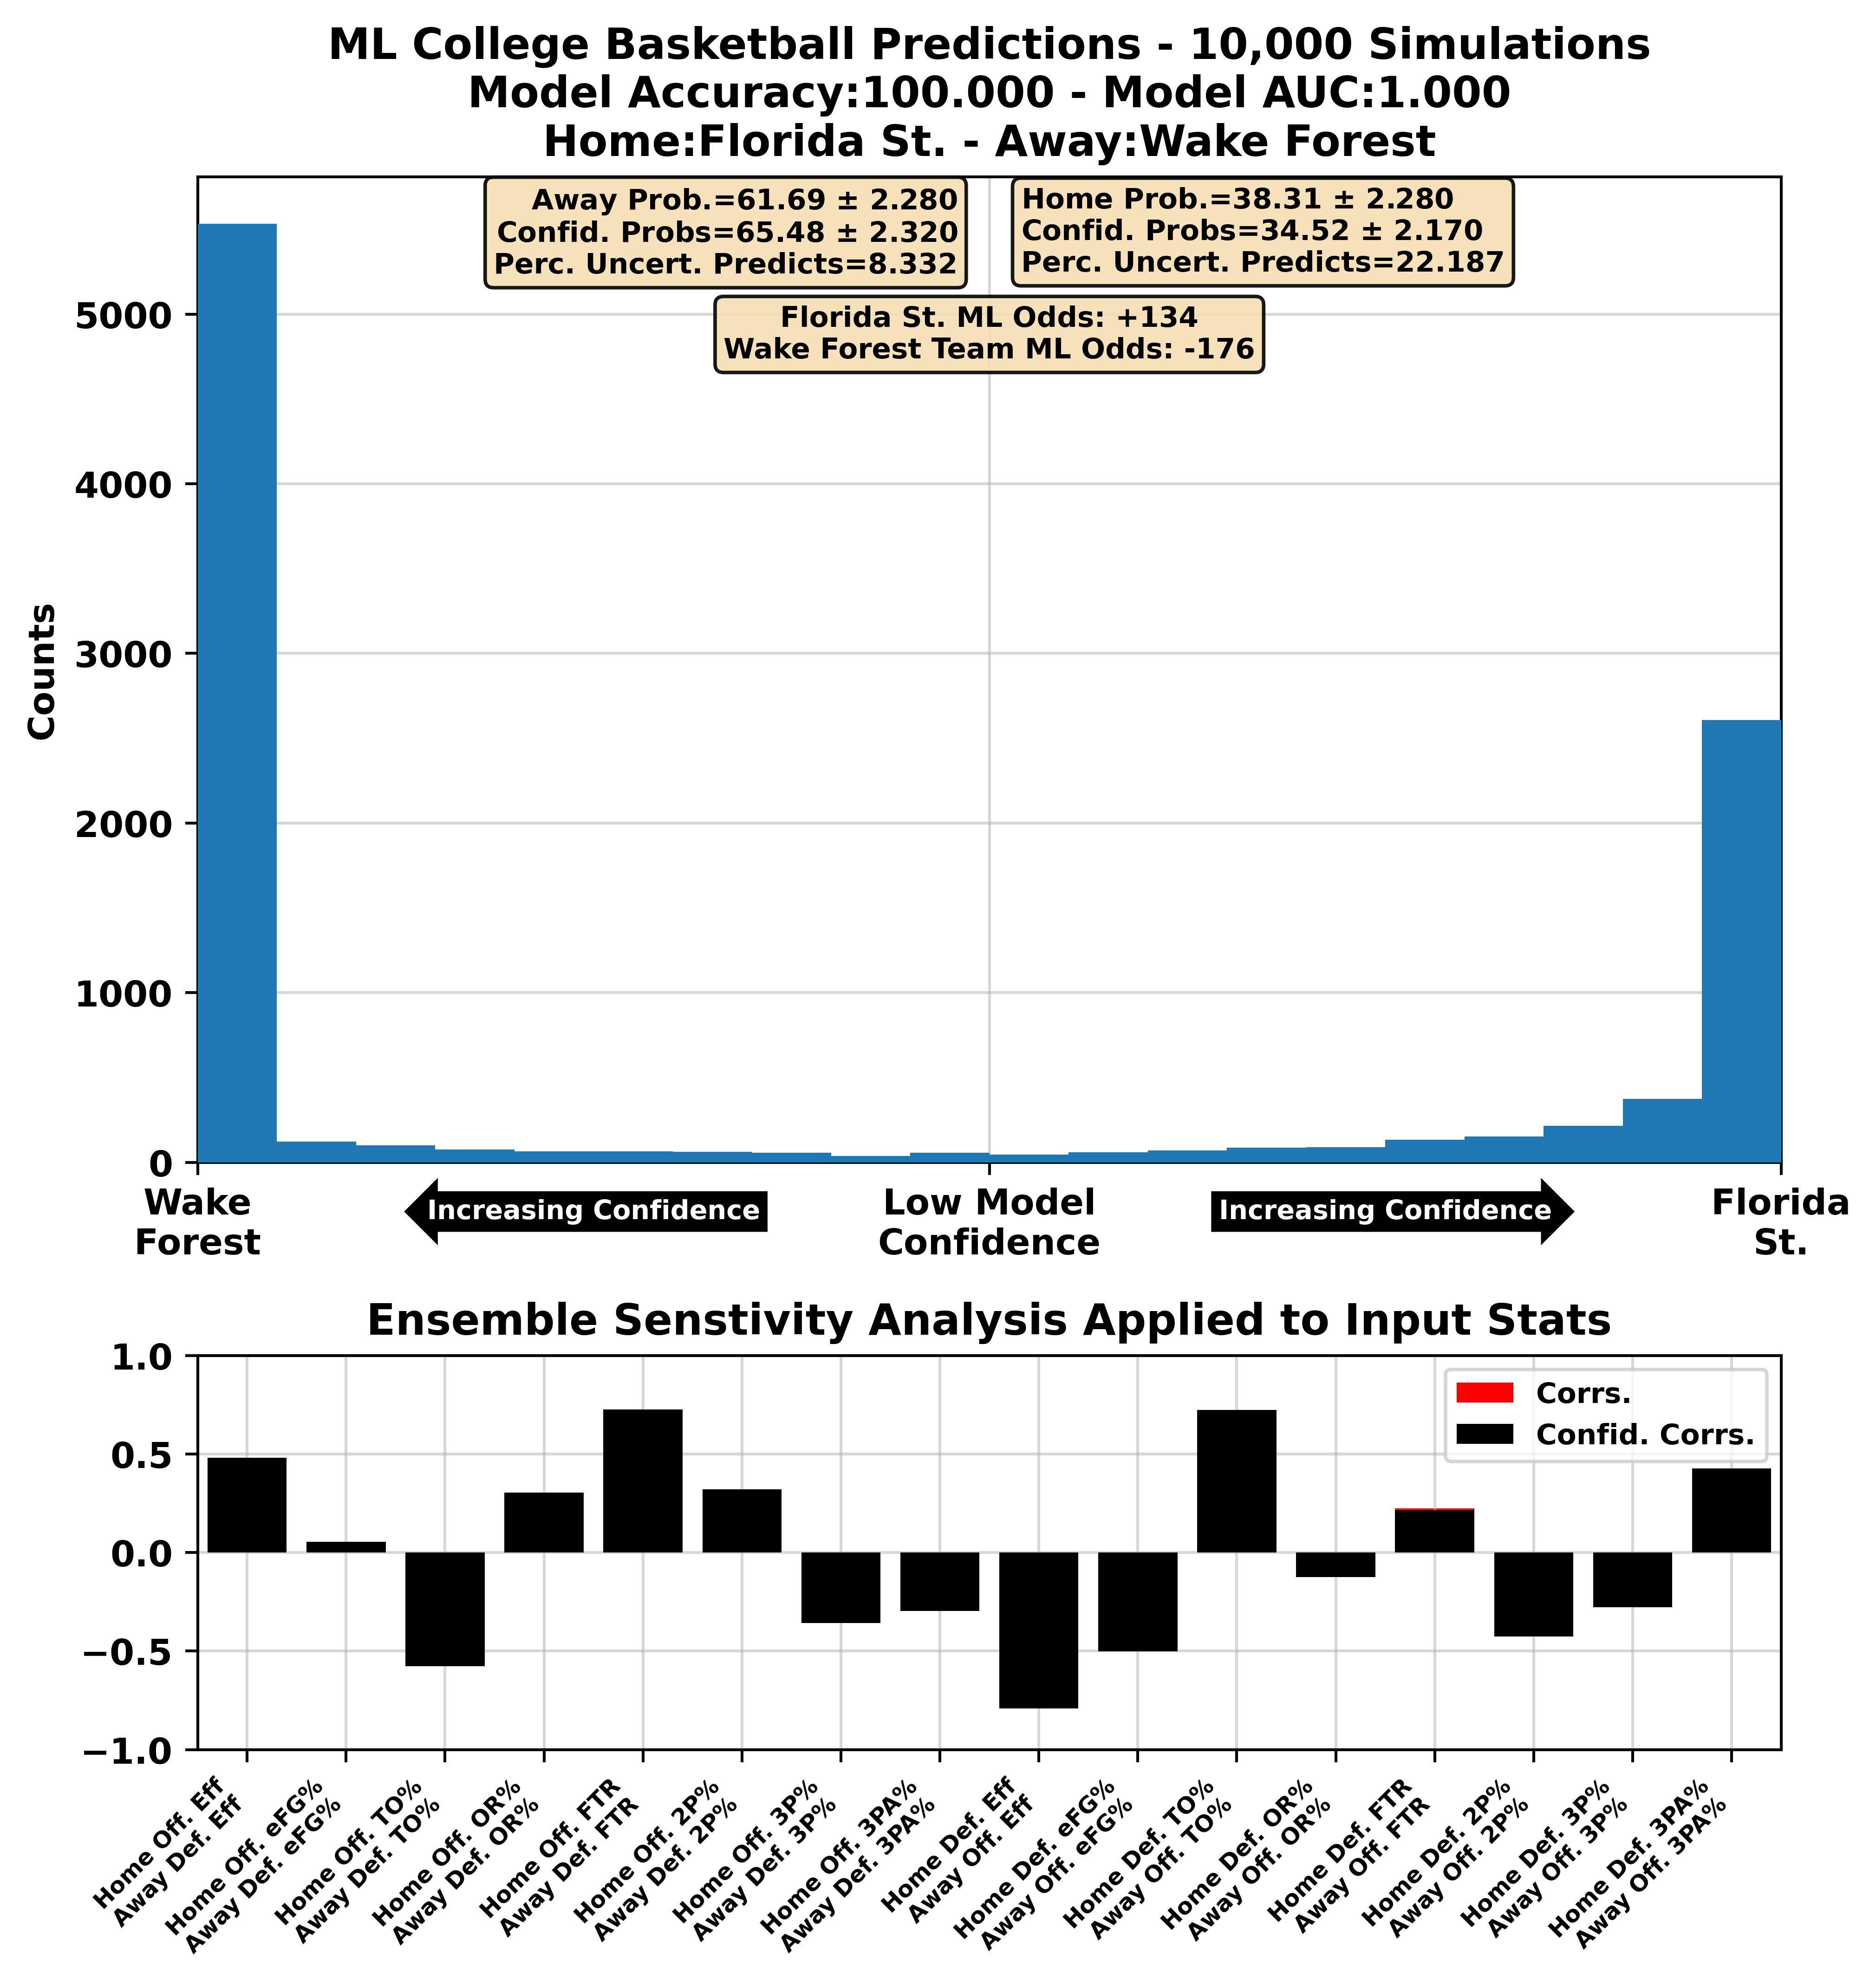 ML College Basketball Predictions - 10,000 Simulations
Model Accuracy:100.000 - Model AUC:1.000
Home:Florida St. - Away:Wake Forest
Away Prob.=61.69 ± 2.280
Confid. Probs=65.48 ± 2.320
Perc. Uncert. Predicts=8.332
Home Prob.=38.31 ± 2.280
Confid. Probs=34.52 ± 2.170
Perc. Uncert. Predicts=22.187
Florida St. ML Odds: +134
Wake Forest Team ML Odds: -176
Counts
5000
4000
3000
2000
1000
0
Wake
Forest
Increasing Confidence
Low Model
Confidence
Increasing Confidence
Florida
St.
Ensemble Senstivity Analysis Applied to Input Stats
1.0
0.5
0.0
−0.5
−1.0
Corrs.
Confid. Corrs.
Home Off. Eff
Away Def. Eff
Home Off. eFG%
Away Def. eFG%
Home Off. TO%
Away Def. TO%
Home Off. OR%
Away Def. OR%
Home Off. FTR
Away Def. FTR
Home Off. 2P%
Away Def. 2P%
Home Off. 3P%
Away Def. 3P%
Home Off. 3PA%
Away Def. 3PA%
Home Def. Eff
Away Off. Eff
Home Def. eFG%
Away Off. eFG%
Home Def. TO%
Away Off. TO%
Home Def. OR%
Away Off. OR%
Home Def. FTR
Away Off. FTR
Home Def. 2P%
Away Off. 2P%
Home Def. 3P%
Away Off. 3P%
Home Def. 3PA%
Away Off. 3PA%